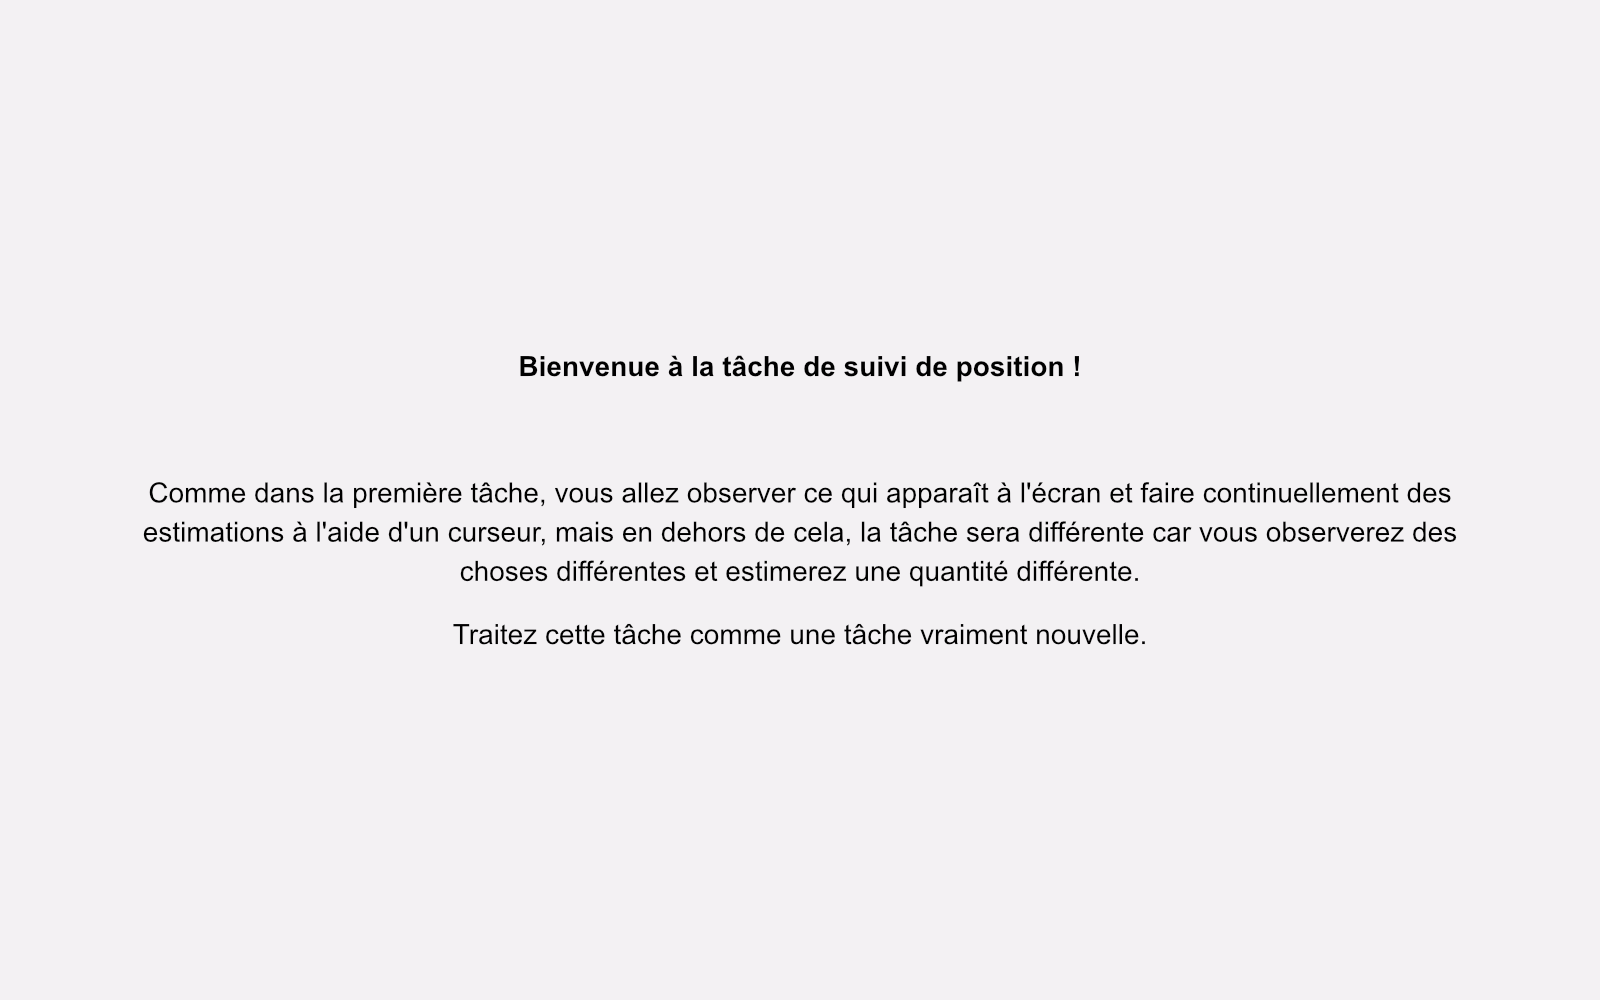 Bienvenue à la tâche de suivi de position !
Comme dans la première tâche, vous allez observer ce qui apparaît à l'écran et faire continuellement des
estimations à l'aide d'un curseur, mais en dehors de cela, la tâche sera différente car vous observerez des
choses différentes et estimerez une quantité différente.
Traitez cette tâche comme une tâche vraiment nouvelle.